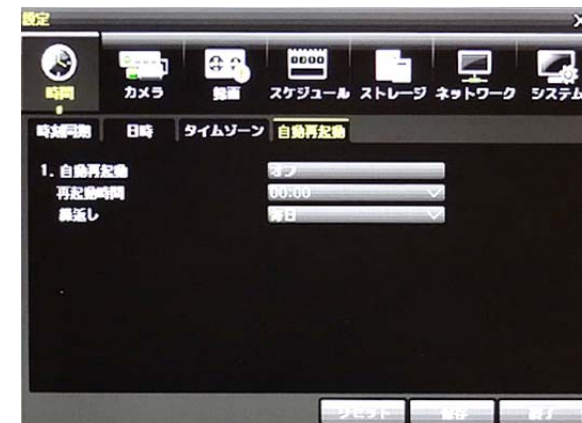 設定
時間 カメラ 録画 スケジュール ストレージ ネットワーク システム
時刻同期 日時 タイムゾーン 自動再起動
1. 自動再起動 オフ
再起動時間 00:00
繰返し 毎日
リセット 保存 終了